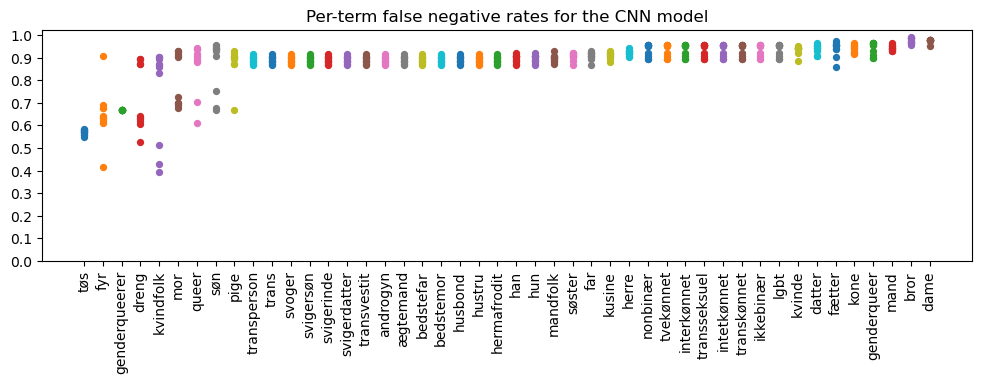 Per-term false negative rates for the CNN model
1.0
0.9
0.8
0.7
0.6
0.5
0.4
0.3
0.2
0.1
0.0
tøs
fyr
genderqueerer
dreng
kvindfolk
mor
queer
søn
pige
transperson
trans
svoger
svigersøn
svigerinde
svigerdatter
transvestit
androgyn
ægtemand
bedstefar
bedstemor
husbond
hustru
hermafrodit
han
hun
mandfolk
søster
far
kusine
herre
nonbinær
tvekønnet
interkønnet
transseksuel
intetkønnet
transkønnet
ikkebinær
lgbt
kvinde
datter
fætter
kone
genderqueer
mand
bror
dame